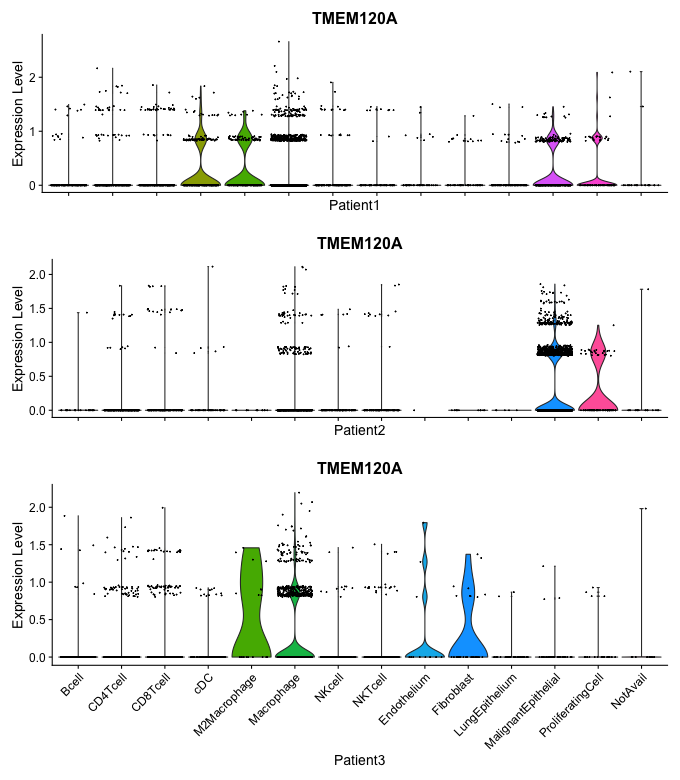 TMEM120A
Expression Level
2
1
0
Patient1
TMEM120A
Expression Level
2.0
1.5
1.0
0.5
0.0
Patient2
TMEM120A
Expression Level
2.0
1.5
1.0
0.5
0.0
Bcell
CD4Tcell
CD8Tcell
cDC
M2Macrophage
Macrophage
NKcell
NKTcell
Endothelium
Fibroblast
LungEpithelium
MalignantEpithelial
ProliferatingCell
NotAvail
Patient3